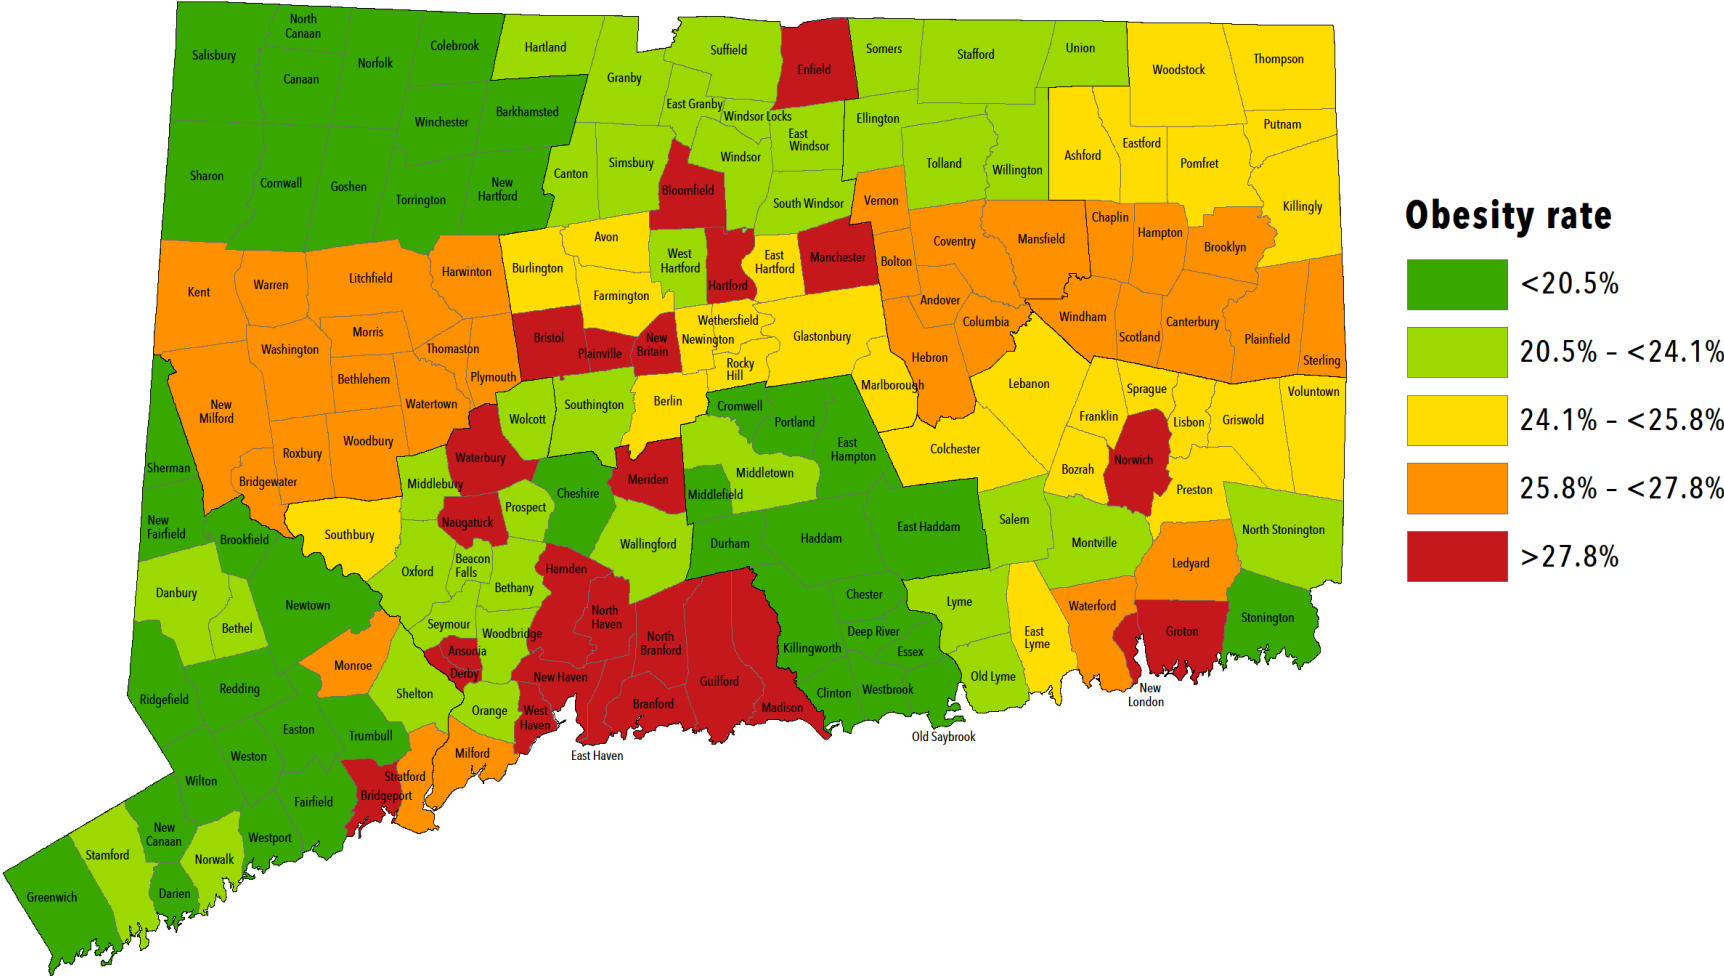 North
Canaan
Colebrook
Hartland
Suffield
Somers
Stafford
Union
Salisbury
Norfolk
Canaan
Granby
Enfield
Woodstock
Thompson
East Granby
Windsor Locks
Barkhamsted
Winchester
Ellington
East
Windsor
Putnam
Eastford
Ashford
Pomfret
Simsbury
Windsor
Tolland
Willington
Sharon
Cornwall
Goshen
Canton
New
Hartford
Torrington
Bloomfield
South Windsor
Vernon
Killingly
Chaplin
Hampton
Brooklyn
Avon
Coventry
Mansfield
West
Hartford
East
Hartford
Manchester
Bolton
Burlington
Harwinton
Litchfield
Warren
Kent
Hartford
Farmington
Andover
Columbia
Windham
Scotland
Canterbury
Plainfield
Sterling
Morris
Wethersfield
Newington
Glastonbury
Bristol
Plainville
New
Britain
Rocky
Hill
Hebron
Washington
Thomaston
Plymouth
Bethlehem
Marlborough
Lebanon
Sprague
Voluntown
New
Milford
Watertown
Wolcott
Southington
Berlin
Cromwell
Portland
Franklin
Lisbon
Griswold
Woodbury
Roxbury
East
Hampton
Colchester
Waterbury
Bozrah
Norwich
Sherman
Bridgewater
Middlebury
Cheshire
Meriden
Middletown
Middlefield
Preston
New
Fairfield
Brookfield
Southbury
Naugatuck
Prospect
Wallingford
Durham
Haddam
East Haddam
Salem
Montville
North Stonington
Oxford
Beacon
Falls
Bethany
Hamden
Ledyard
Danbury
Newtown
Bethel
Seymour
Woodbridge
North
Haven
Chester
Lyme
Waterford
Groton
Stonington
Deep River
Essex
Killingworth
North
Branford
East
Lyme
Monroe
Ansonia
Derby
New Haven
Guilford
Old Lyme
Ridgefield
Redding
Shelton
Orange
West
Haven
Branford
Madison
Clinton
Westbrook
New
London
Easton
Trumbull
Old Saybrook
Weston
Milford
East Haven
Wilton
Stratford
Bridgeport
Fairfield
New
Canaan
Westport
Stamford
Norwalk
Greenwich
Darien
Obesity rate
<20.5%
20.5% – <24.1%
24.1% – <25.8%
25.8% – <27.8%
>27.8%